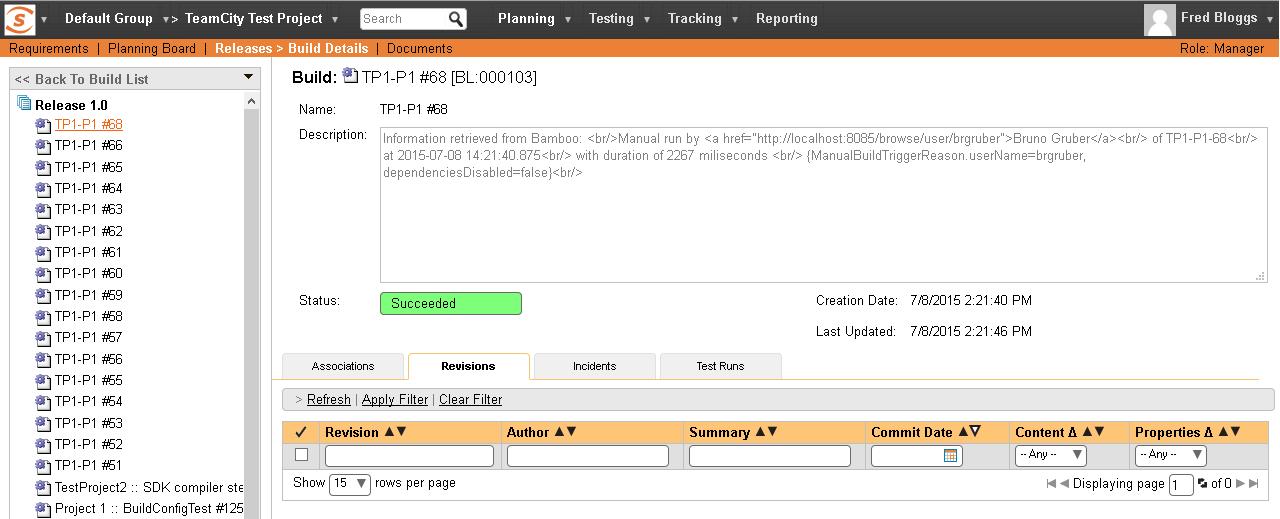 Default Group > TeamCity Test Project Search Planning Testing Tracking Reporting Fred Bloggs
Requirements | Planning Board | Releases > Build Details | Documents Role: Manager
<< Back To Build List
Release 1.0
TP1-P1 #68
TP1-P1 #66
TP1-P1 #65
TP1-P1 #64
TP1-P1 #63
TP1-P1 #62
TP1-P1 #61
TP1-P1 #60
TP1-P1 #59
TP1-P1 #58
TP1-P1 #57
TP1-P1 #56
TP1-P1 #55
TP1-P1 #54
TP1-P1 #53
TP1-P1 #52
TP1-P1 #51
TestProject2 :: SDK compiler ste
Project 1 :: BuildConfigTest #125
Build: TP1-P1 #68 [BL:000103]
Name: TP1-P1 #68
Description: Information retrieved from Bamboo: <br/>Manual run by <a href="http://localhost:8085/browse/user/brgruber">Bruno Gruber</a><br/> of TP1-P1-68<br/>
at 2015-07-08 14:21:40.875<br/> with duration of 2267 miliseconds <br/> {ManualBuildTriggerReason.userName=brgruber,
dependenciesDisabled=false}<br/>
Status: Succeeded Creation Date: 7/8/2015 2:21:40 PM
Last Updated: 7/8/2015 2:21:46 PM
Associations Revisions Incidents Test Runs
> Refresh | Apply Filter | Clear Filter
✓ Revision ▲▼ Author ▲▼ Summary ▲▼ Commit Date ▲▽ Content Δ ▲▼ Properties Δ ▲▼
-- Any -- -- Any --
Show 15 rows per page Displaying page 1 of 0